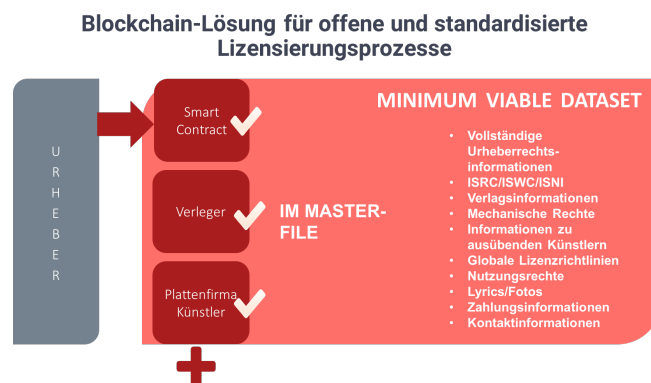 Blockchain-Lösung für offene und standardisierte
Lizensierungsprozesse
U
R
H
E
B
E
R
Smart
Contract
Verleger
Plattenfirma
Künstler
IM MASTER-
FILE
MINIMUM VIABLE DATASET
• Vollständige
Urheberrechts-
informationen
• ISRC/ISWC/ISNI
• Verlagsinformationen
• Mechanische Rechte
• Informationen zu
ausübenden Künstlern
• Globale Lizenzrichtlinien
• Nutzungsrechte
• Lyrics/Fotos
• Zahlungsinformationen
• Kontaktinformationen